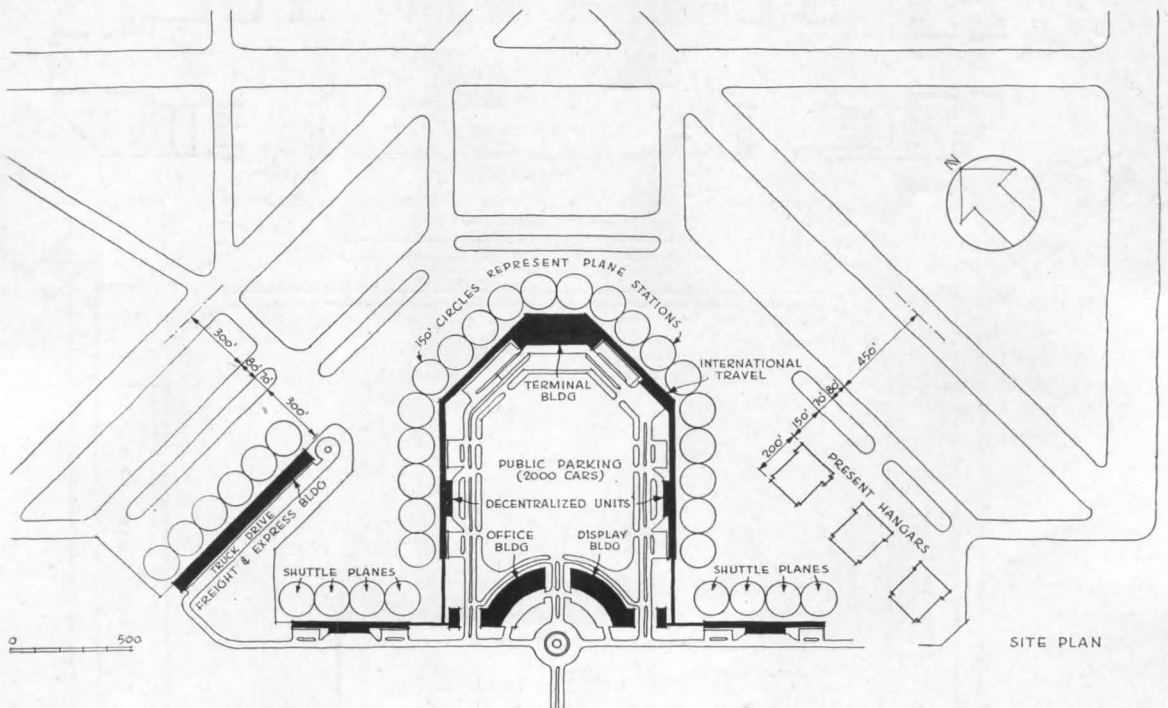 N
150' CIRCLES REPRESENT PLANE STATIONS
300'
80'
70'
300'
450'
80'
70'
150'
200'
INTERNATIONAL
TRAVEL
TERMINAL
BLDG
PUBLIC PARKING
(2000 CARS)
DECENTRALIZED UNITS
PRESENT HANGARS
TRUCK DRIVE
FREIGHT & EXPRESS BLDG
OFFICE
BLDG
DISPLAY
BLDG
SHUTTLE PLANES
SHUTTLE PLANES
0 500
SITE PLAN